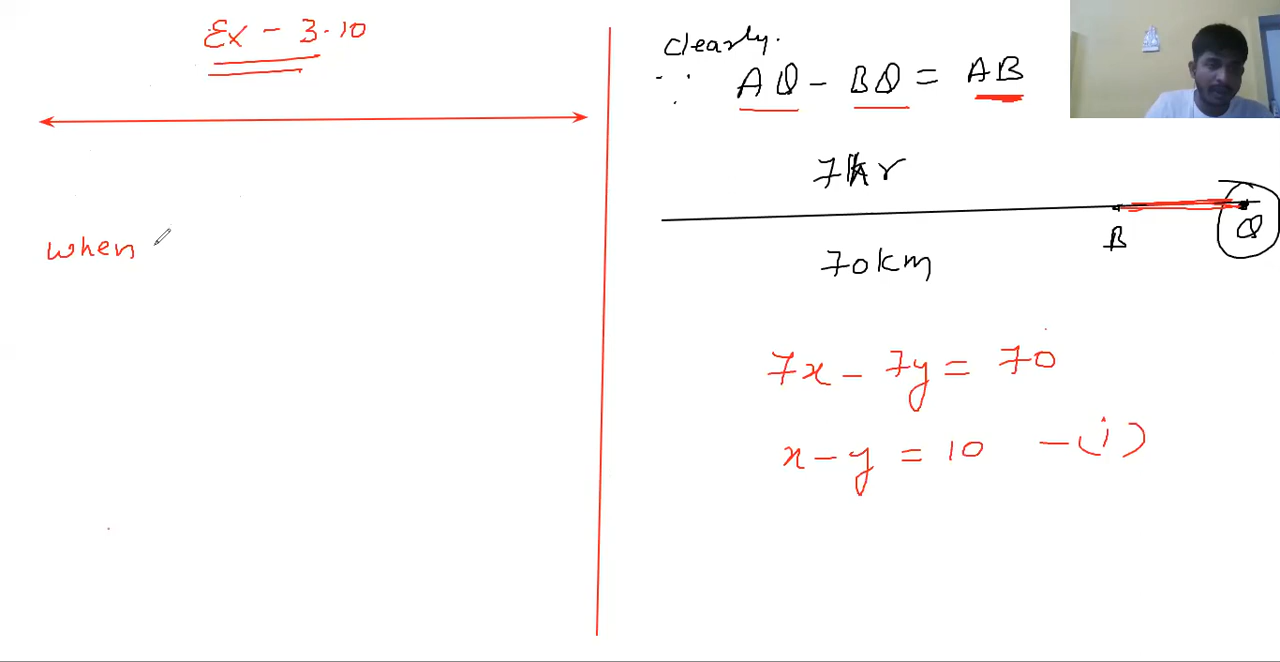 Ex - 3.10
when
clearly.
∵ AQ - BQ = AB
7hr
B
Q
70km
7x - 7y = 70
x - y = 10 - (i)